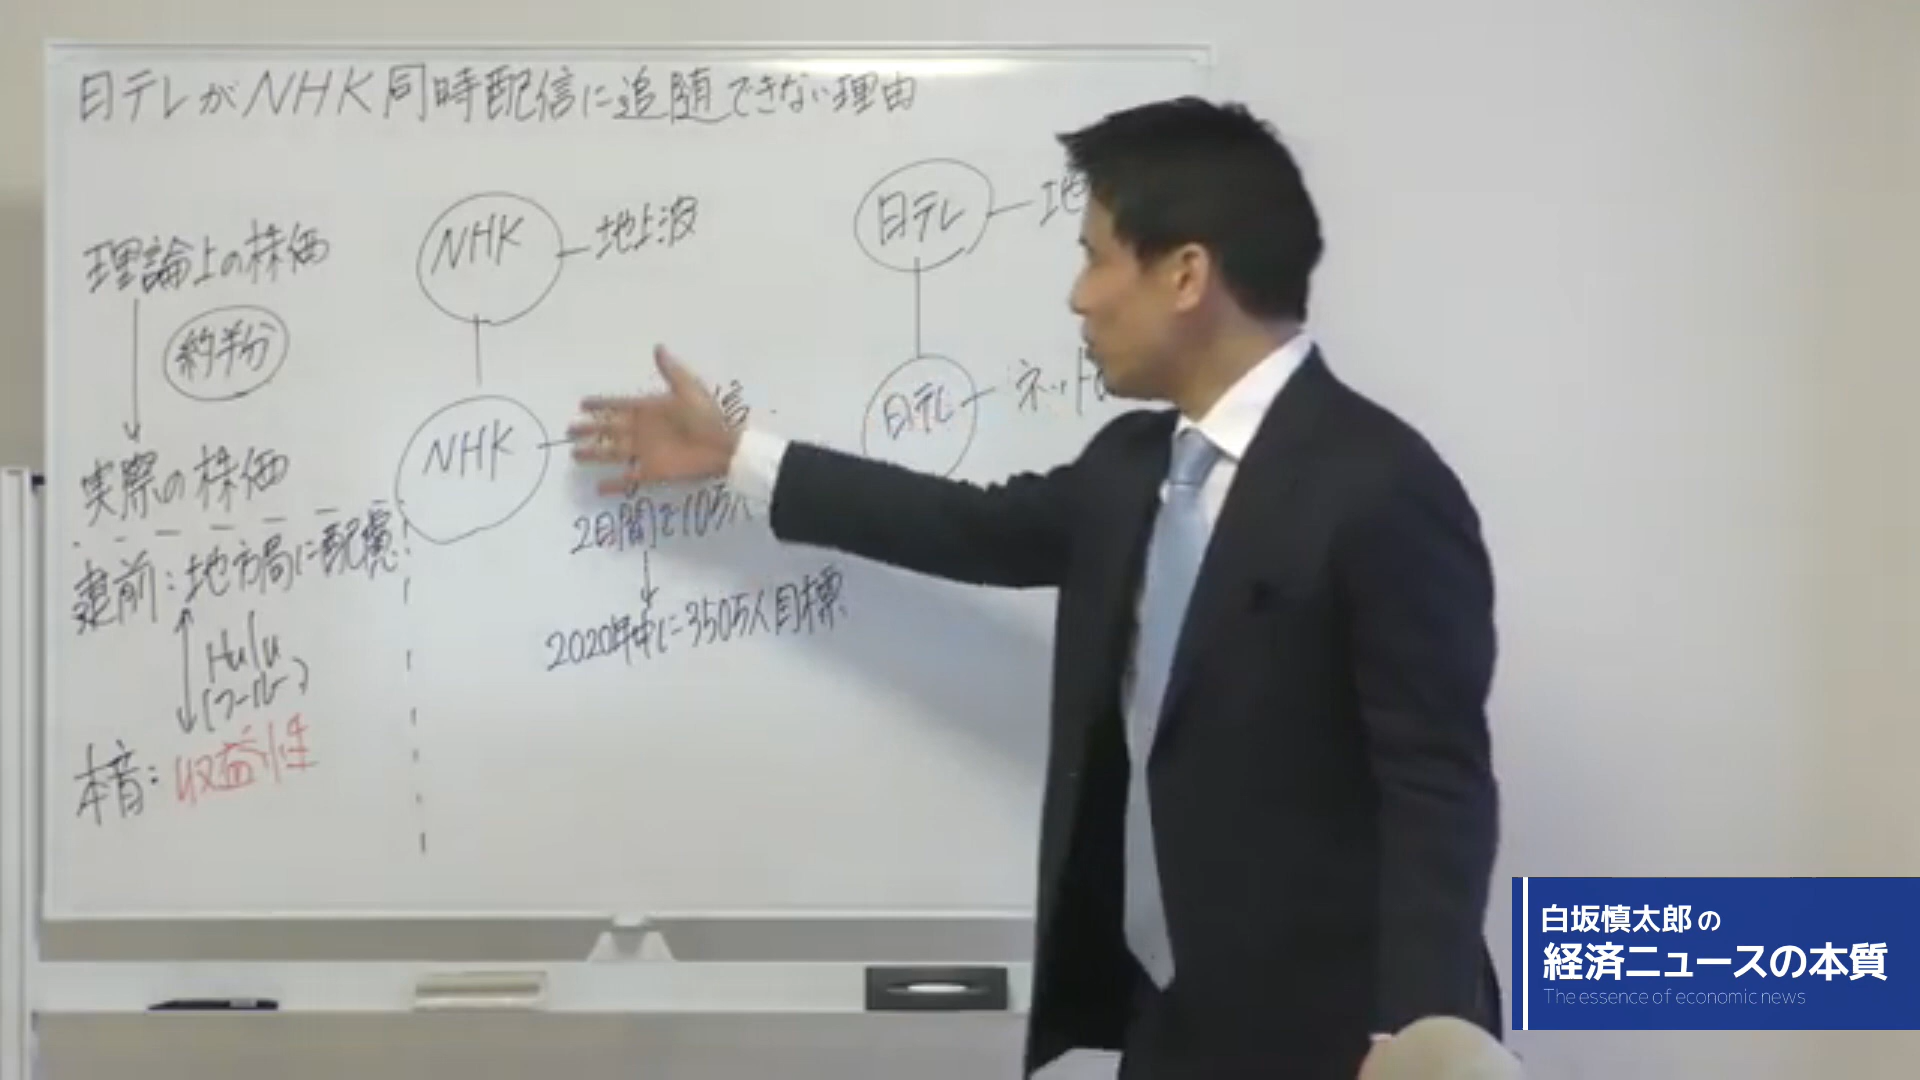 日テレがNHK同時配信に追随できない理由
理論上の株価
約半分
実際の株価
建前:地方局に配慮
Hulu
(フールー)
本音:収益性
NHK
地上波
NHK
信
2日間で10万人
2020年中に350万人目標
日テレ
地
日テレ
ネット
白坂慎太郎の
経済ニュースの本質
The essence of economic news